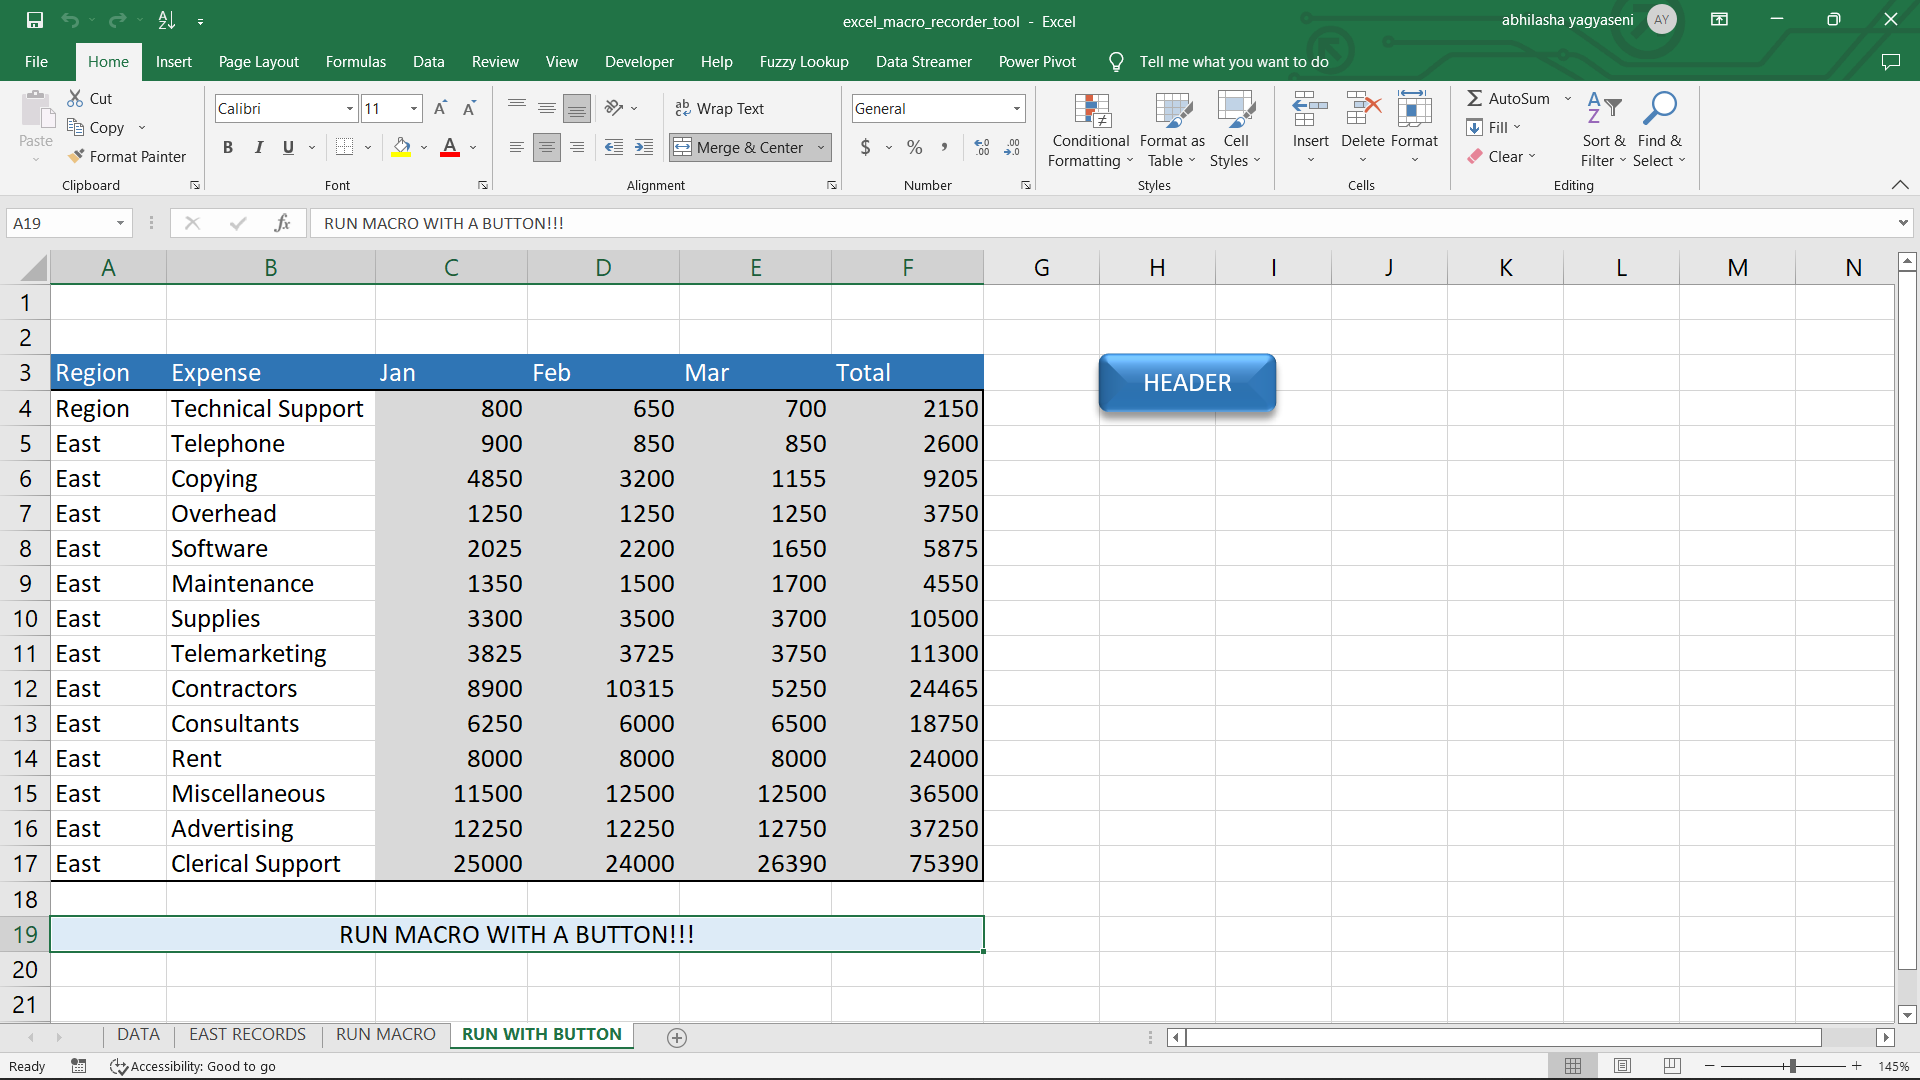 excel_macro_recorder_tool - Excel
abhilasha yagyaseni AY
File Home Insert Page Layout Formulas Data Review View Developer Help Fuzzy Lookup Data Streamer Power Pivot Tell me what you want to do
Paste
Cut
Copy
Format Painter
Clipboard
Calibri 11
B I U A
Font
Wrap Text
Merge & Center
Alignment
General
$ % ,
Number
Conditional Formatting
Format as Table
Cell Styles
Styles
Insert Delete Format
Cells
AutoSum
Fill
Clear
Sort & Filter
Find & Select
Editing
A19 fx RUN MACRO WITH A BUTTON!!!
A B C D E F G H I J K L M N
1
2
3 Region Expense Jan Feb Mar Total
HEADER
4 Region Technical Support 800 650 700 2150
5 East Telephone 900 850 850 2600
6 East Copying 4850 3200 1155 9205
7 East Overhead 1250 1250 1250 3750
8 East Software 2025 2200 1650 5875
9 East Maintenance 1350 1500 1700 4550
10 East Supplies 3300 3500 3700 10500
11 East Telemarketing 3825 3725 3750 11300
12 East Contractors 8900 10315 5250 24465
13 East Consultants 6250 6000 6500 18750
14 East Rent 8000 8000 8000 24000
15 East Miscellaneous 11500 12500 12500 36500
16 East Advertising 12250 12250 12750 37250
17 East Clerical Support 25000 24000 26390 75390
18
19 RUN MACRO WITH A BUTTON!!!
20
21
DATA EAST RECORDS RUN MACRO RUN WITH BUTTON
Ready Accessibility: Good to go 145%